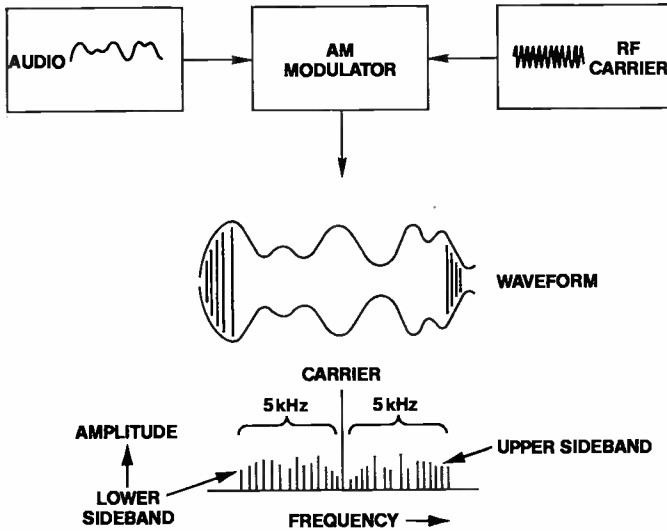 AUDIO
AM
MODULATOR
RF
CARRIER
WAVEFORM
CARRIER
5 kHz
5 kHz
AMPLITUDE
UPPER SIDEBAND
LOWER
SIDEBAND
FREQUENCY